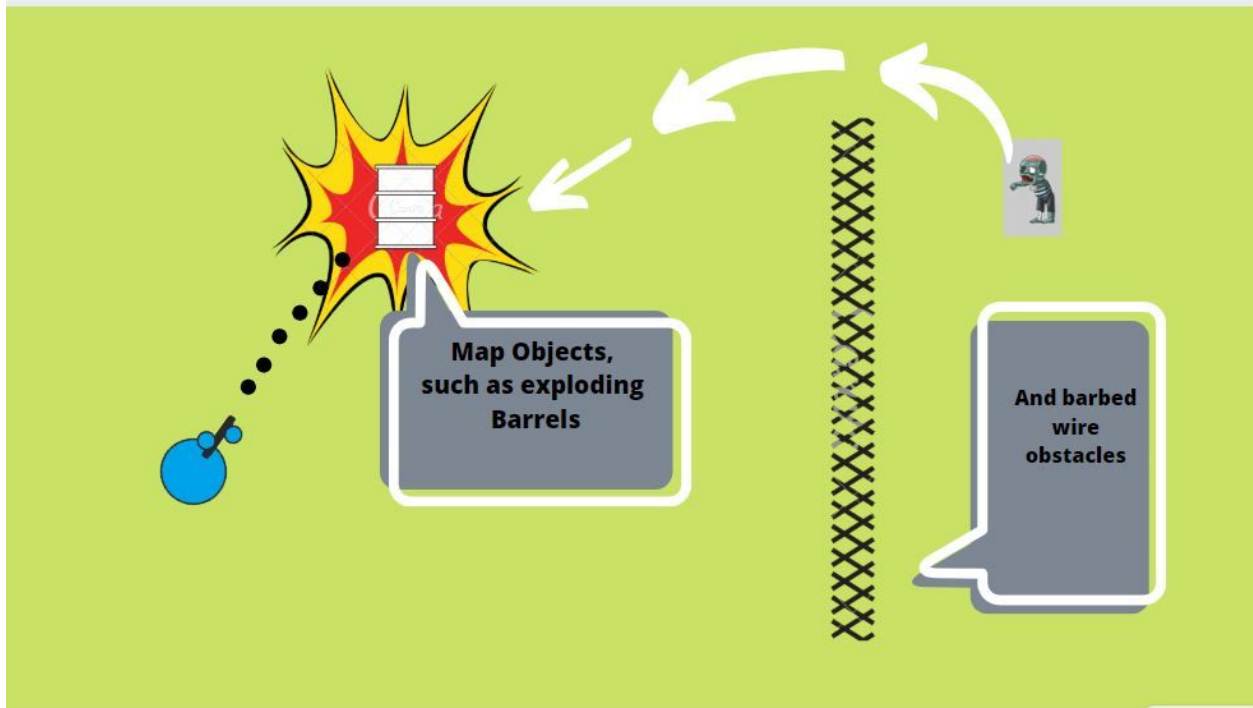 Map Objects,
such as exploding
Barrels
And barbed
wire
obstacles